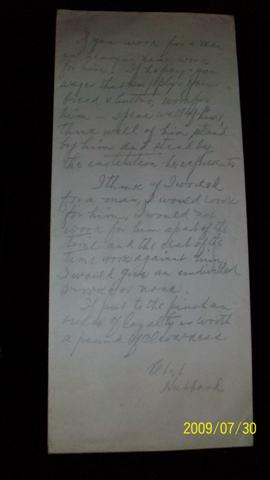 If you work for a man
in heaven's name work
for him! If he pays you
wages that supply your
bread & butter, work for
him – speak well of him,
think well of him stand
by him and stand by
the institution he represents
I think if I worked
for a man, I would work
for him, I would not
work for him a part of the
time and the rest of the
time work against him
I would give an undivided
service or none.
If put to the pinch an
ounce of loyalty is worth
a pound of cleverness
Hubbard
2009/07/30